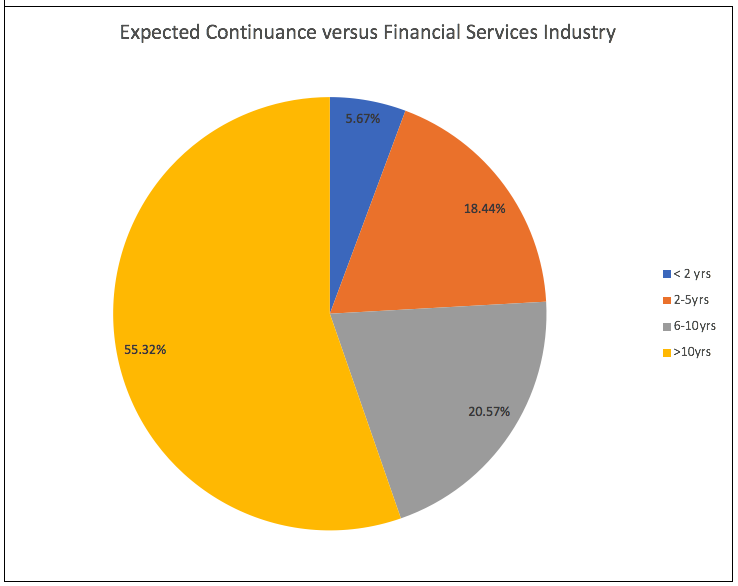 Expected Continuance versus Financial Services Industry
5.67%
18.44%
20.57%
55.32%
< 2 yrs
2-5yrs
6-10yrs
>10yrs